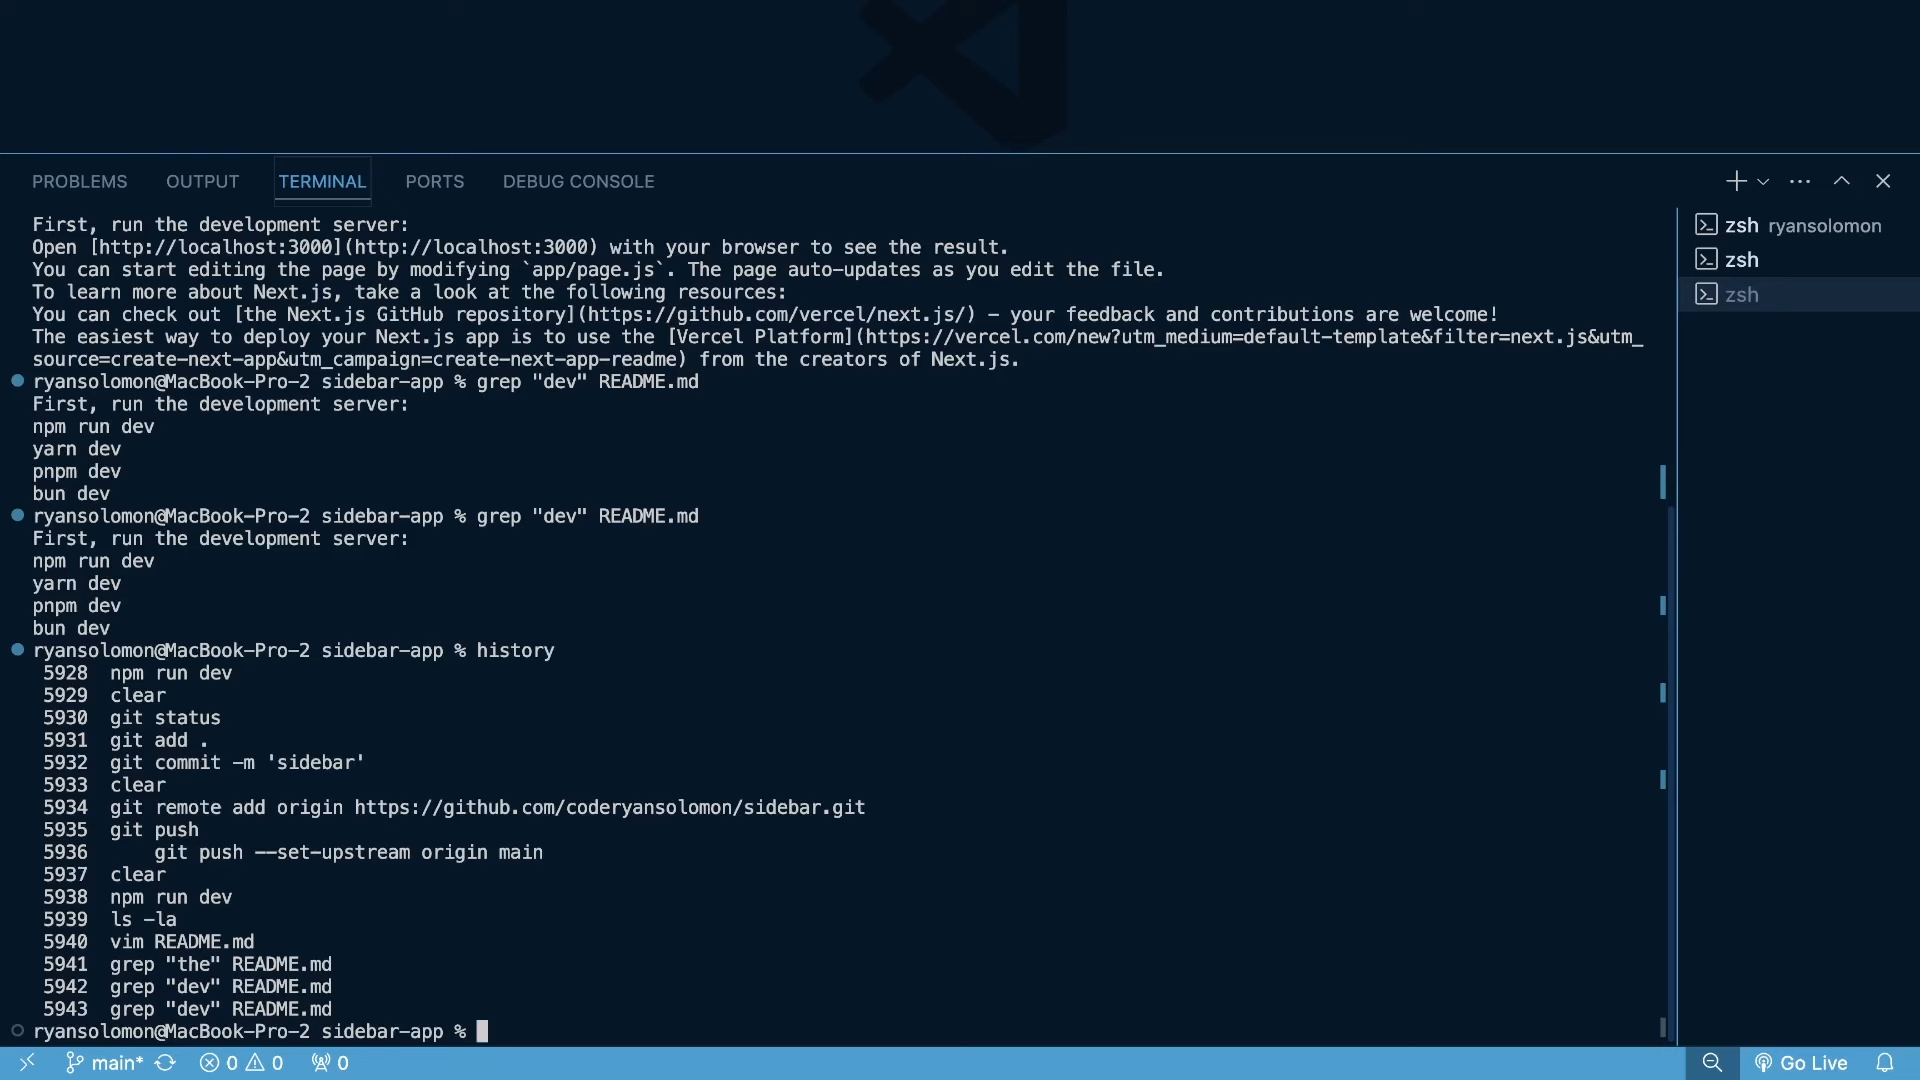 PROBLEMS OUTPUT TERMINAL PORTS DEBUG CONSOLE
First, run the development server:
Open [http://localhost:3000](http://localhost:3000) with your browser to see the result.
You can start editing the page by modifying `app/page.js`. The page auto-updates as you edit the file.
To learn more about Next.js, take a look at the following resources:
You can check out [the Next.js GitHub repository](https://github.com/vercel/next.js/) - your feedback and contributions are welcome!
The easiest way to deploy your Next.js app is to use the [Vercel Platform](https://vercel.com/new?utm_medium=default-template&filter=next.js&utm_
source=create-next-app&utm_campaign=create-next-app-readme) from the creators of Next.js.
ryansolomon@MacBook-Pro-2 sidebar-app % grep "dev" README.md
First, run the development server:
npm run dev
yarn dev
pnpm dev
bun dev
ryansolomon@MacBook-Pro-2 sidebar-app % grep "dev" README.md
First, run the development server:
npm run dev
yarn dev
pnpm dev
bun dev
ryansolomon@MacBook-Pro-2 sidebar-app % history
5928  npm run dev
5929  clear
5930  git status
5931  git add .
5932  git commit -m 'sidebar'
5933  clear
5934  git remote add origin https://github.com/coderyansolomon/sidebar.git
5935  git push
5936      git push --set-upstream origin main
5937  clear
5938  npm run dev
5939  ls -la
5940  vim README.md
5941  grep "the" README.md
5942  grep "dev" README.md
5943  grep "dev" README.md
ryansolomon@MacBook-Pro-2 sidebar-app %
zsh ryansolomon
zsh
zsh
main* 0 0 0 Go Live